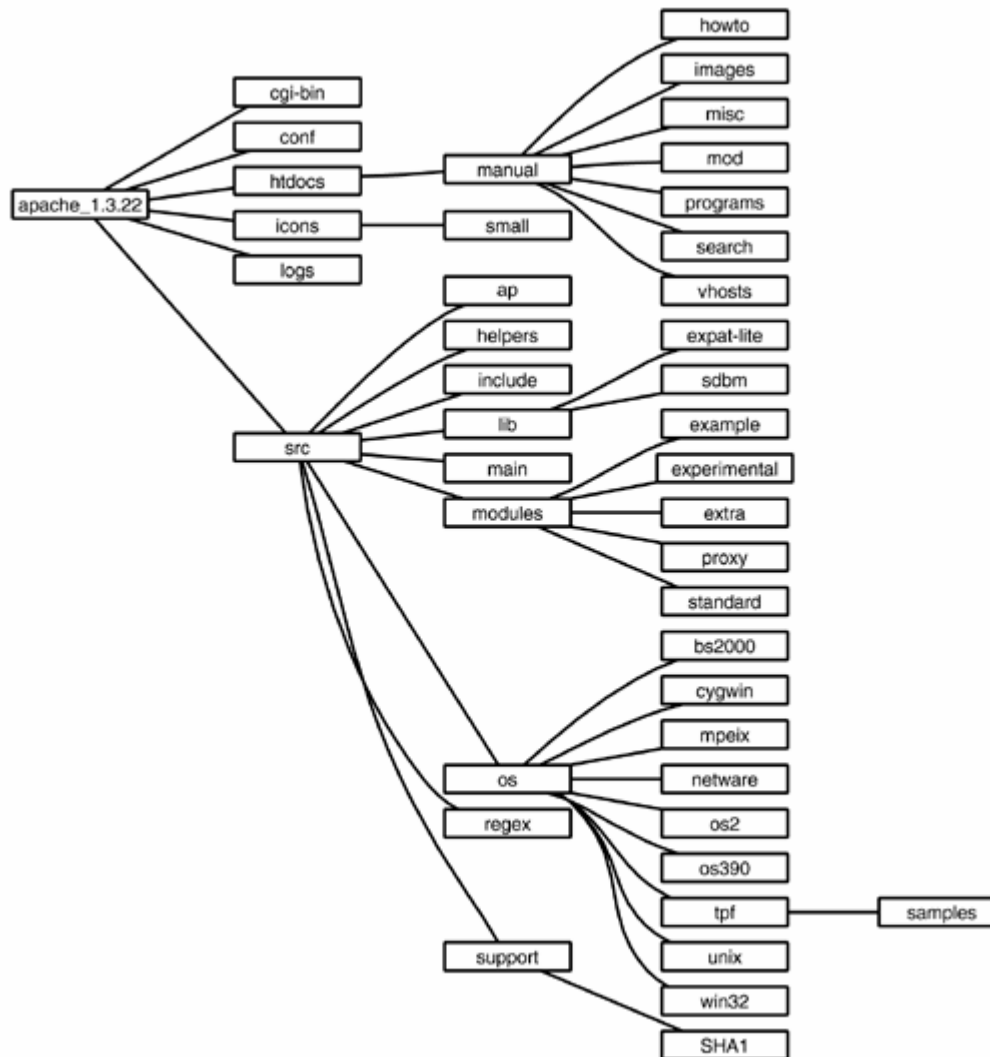 howto
images
cgi-bin
misc
conf
mod
manual
htdocs
programs
apache_1.3.22
icons
small
search
logs
vhosts
ap
helpers
expat-lite
include
sdbm
lib
example
src
main
experimental
modules
extra
proxy
standard
bs2000
cygwin
mpeix
os
netware
regex
os2
os390
tpf
samples
support
unix
win32
SHA1